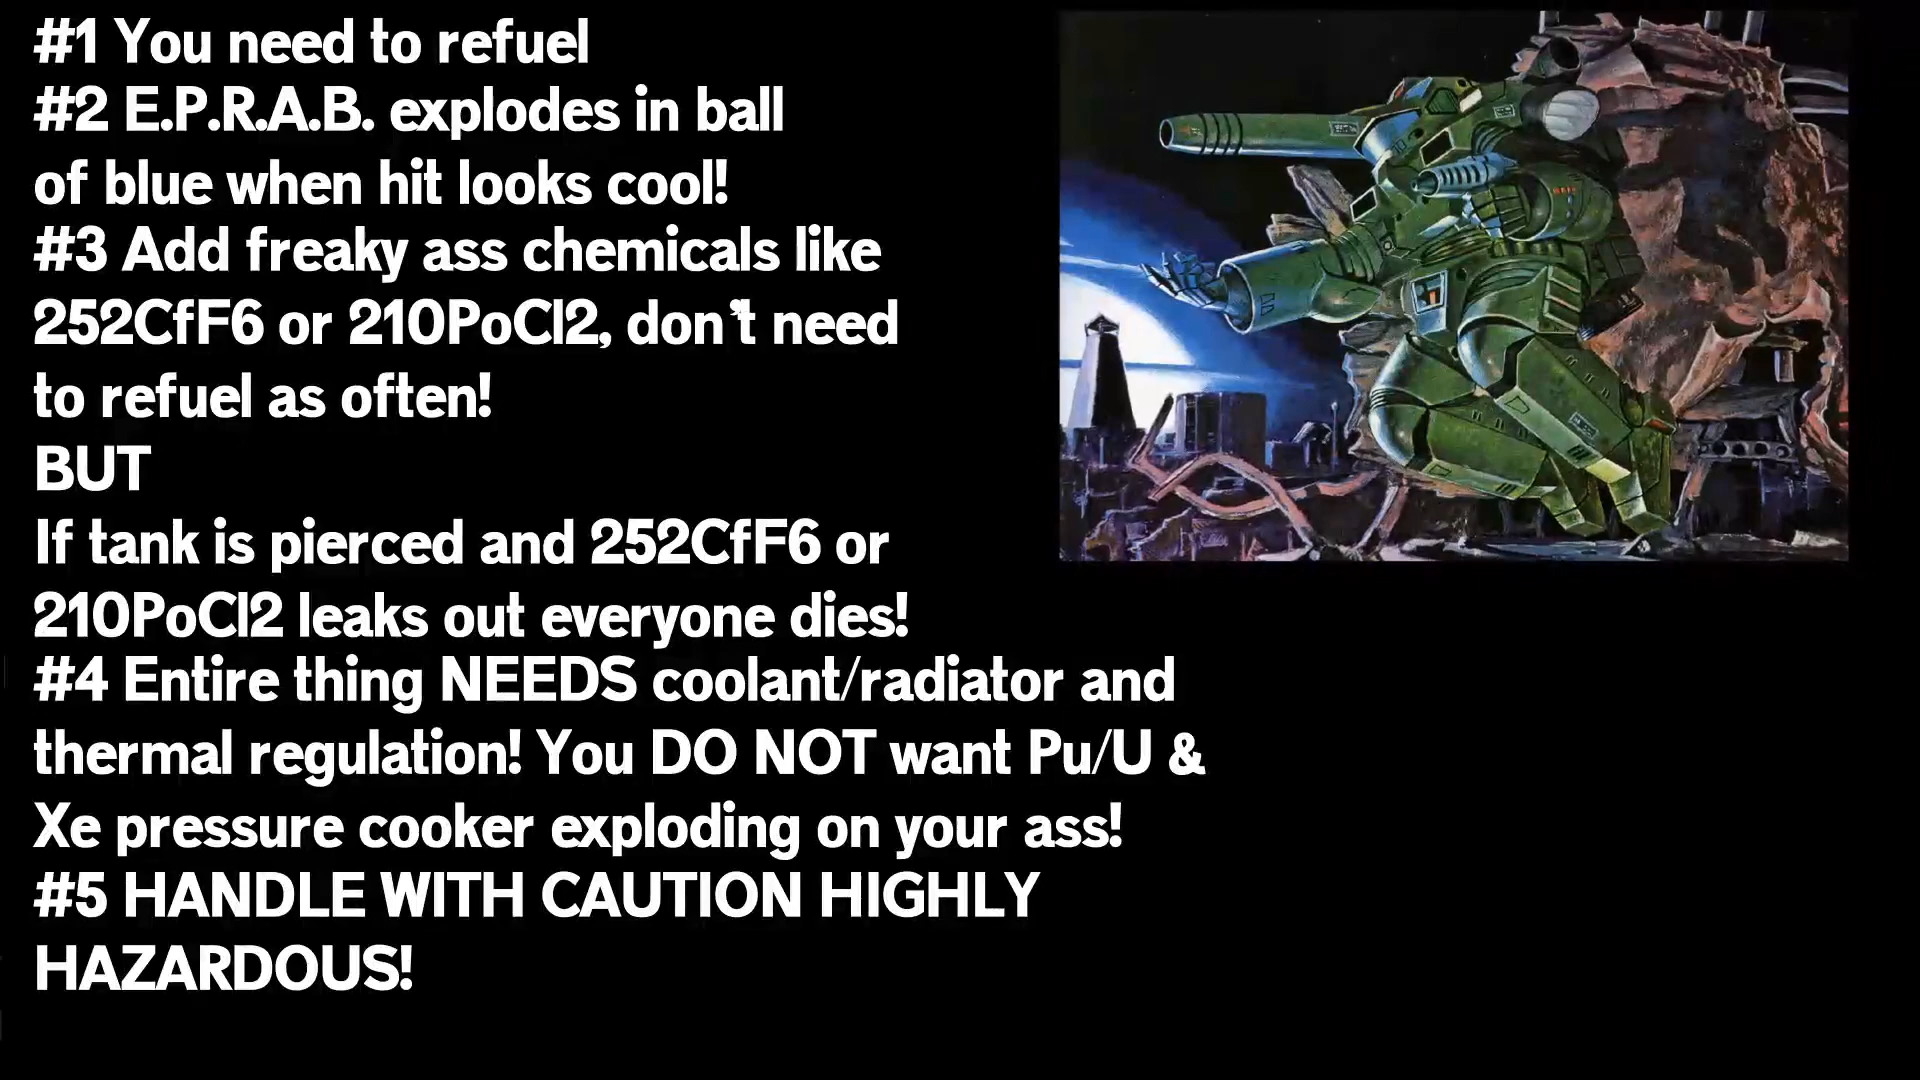 #1 You need to refuel
#2 E.P.R.A.B. explodes in ball
of blue when hit looks cool!
#3 Add freaky ass chemicals like
252CfF6 or 210PoCl2, don't need
to refuel as often!
BUT
If tank is pierced and 252CfF6 or
210PoCl2 leaks out everyone dies!
#4 Entire thing NEEDS coolant/radiator and
thermal regulation! You DO NOT want Pu/U &
Xe pressure cooker exploding on your ass!
#5 HANDLE WITH CAUTION HIGHLY
HAZARDOUS!